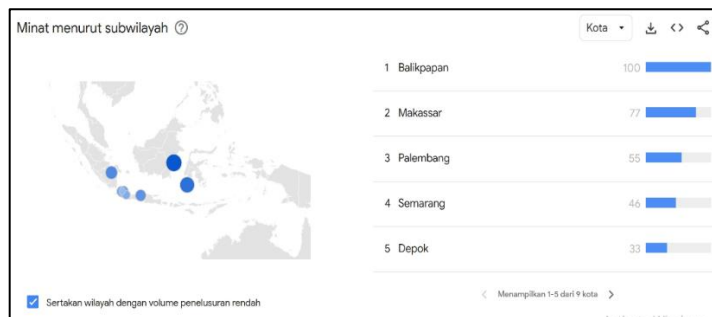 Minat menurut subwilayah
Kota
1 Balikpapan 100
2 Makassar 77
3 Palembang 55
4 Semarang 46
5 Depok 33
Sertakan wilayah dengan volume penelusuran rendah
Menampilkan 1-5 dari 9 kota